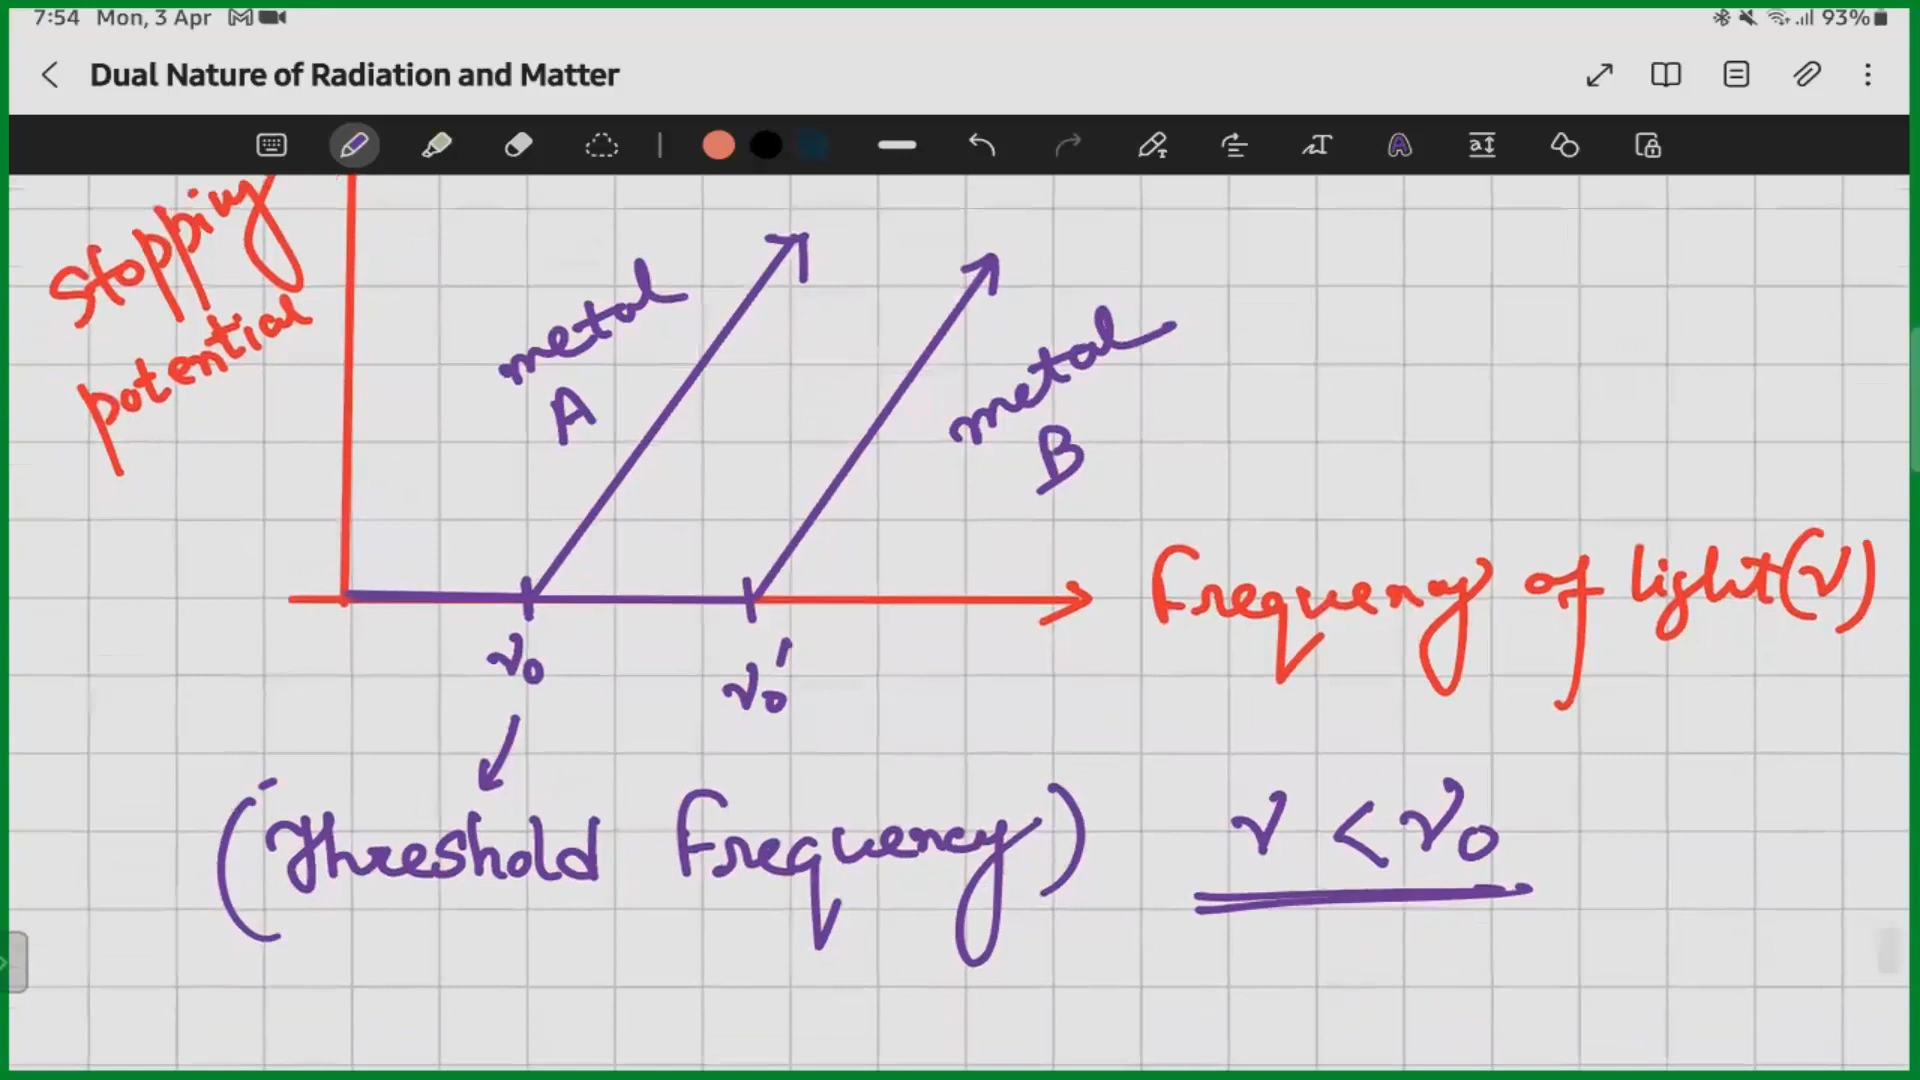 7:54 Mon, 3 Apr
93%
Dual Nature of Radiation and Matter
Stopping
potential
metal
A
metal
B
Frequency of light (ν)
ν₀
ν₀'
(Threshold Frequency)
ν < ν₀